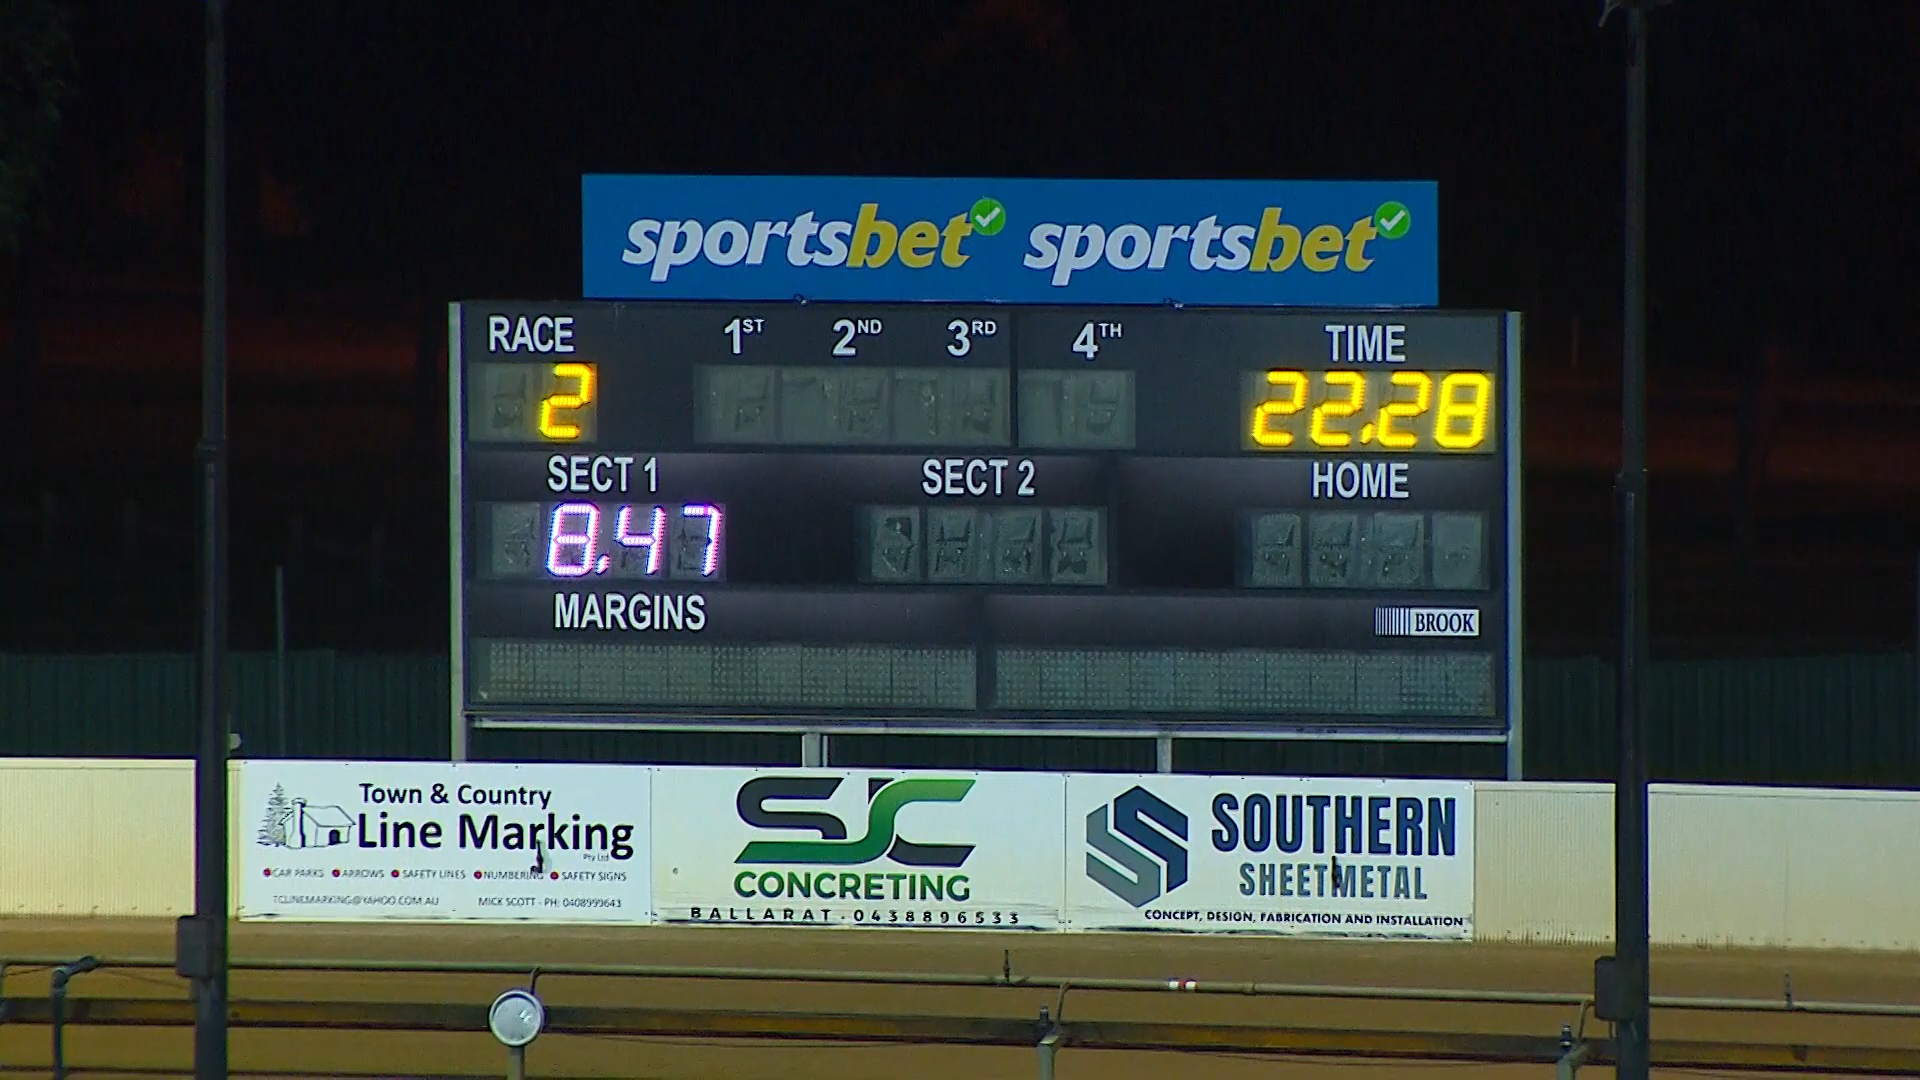 sportsbet sportsbet
RACE 1ST 2ND 3RD 4TH TIME
2 22.28
SECT 1 SECT 2 HOME
8.47
MARGINS
BROOK
Town & Country
Line Marking
Pty Ltd
CAR PARKS ARROWS SAFETY LINES NUMBERING SAFETY SIGNS
TCLINEMARKING@YAHOO.COM.AU MICK SCOTT - PH: 0408999643
SJC
CONCRETING
BALLARAT - 0438896533
SOUTHERN
SHEETMETAL
CONCEPT, DESIGN, FABRICATION AND INSTALLATION